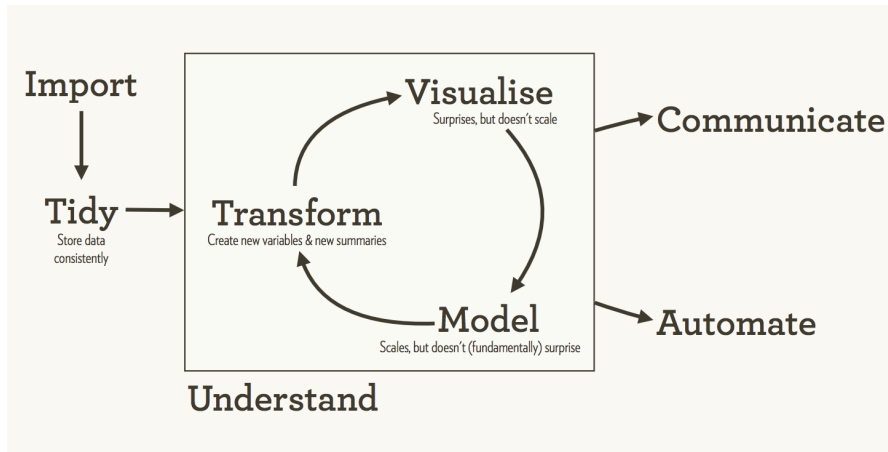 Import
Tidy
Store data
consistently
Visualise
Surprises, but doesn't scale
Transform
Create new variables & new summaries
Model
Scales, but doesn't (fundamentally) surprise
Understand
Communicate
Automate